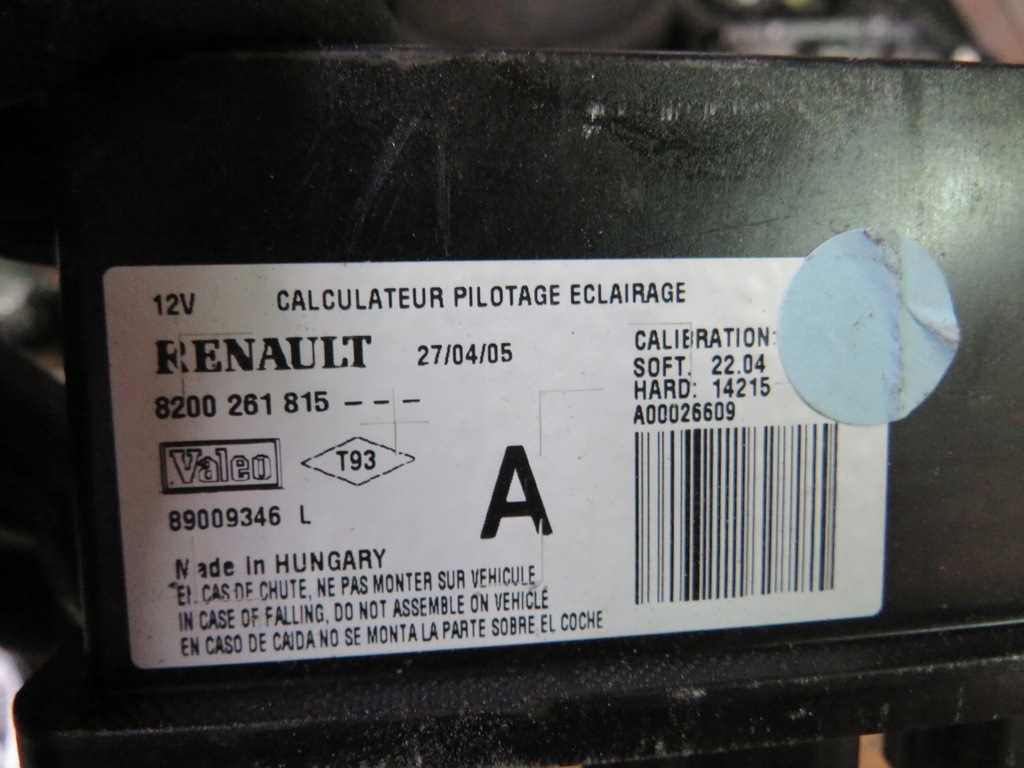 12V CALCULATEUR PILOTAGE ECLAIRAGE
RENAULT 27/04/05
8200 261 815 - - -
Valeo T93
89009346 L
A
CALIBRATION:
SOFT. 22.04
HARD: 14215
A00026609
Made In HUNGARY
EN CAS DE CHUTE, NE PAS MONTER SUR VEHICULE
IN CASE OF FALLING, DO NOT ASSEMBLE ON VEHICLE
EN CASO DE CAIDA NO SE MONTA LA PARTE SOBRE EL COCHE